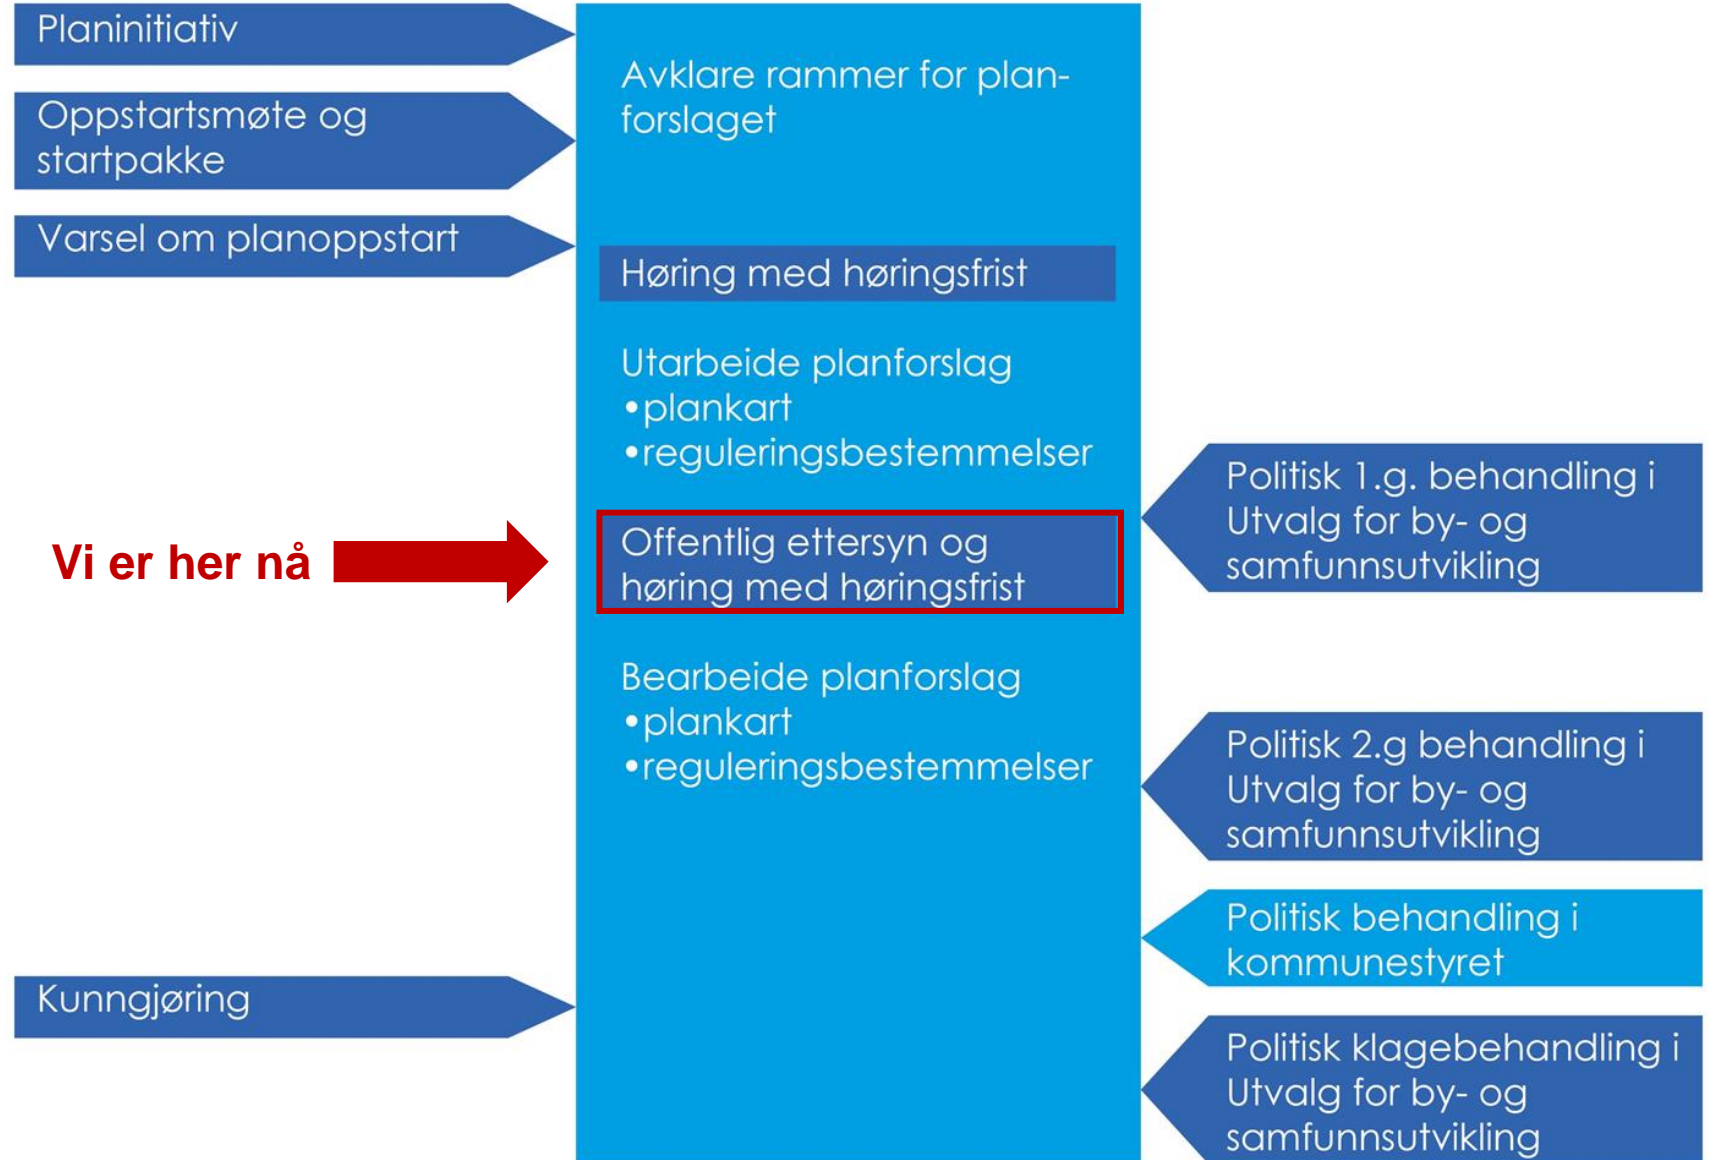 Planinitiativ
Oppstartsmøte og
startpakke
Varsel om planoppstart
Avklare rammer for plan-
forslaget
Høring med høringsfrist
Utarbeide planforslag
•plankart
•reguleringsbestemmelser
Politisk 1.g. behandling i
Utvalg for by- og
samfunnsutvikling
Vi er her nå
Offentlig ettersyn og
høring med høringsfrist
Bearbeide planforslag
•plankart
•reguleringsbestemmelser
Politisk 2.g behandling i
Utvalg for by- og
samfunnsutvikling
Politisk behandling i
kommunestyret
Kunngjøring
Politisk klagebehandling i
Utvalg for by- og
samfunnsutvikling